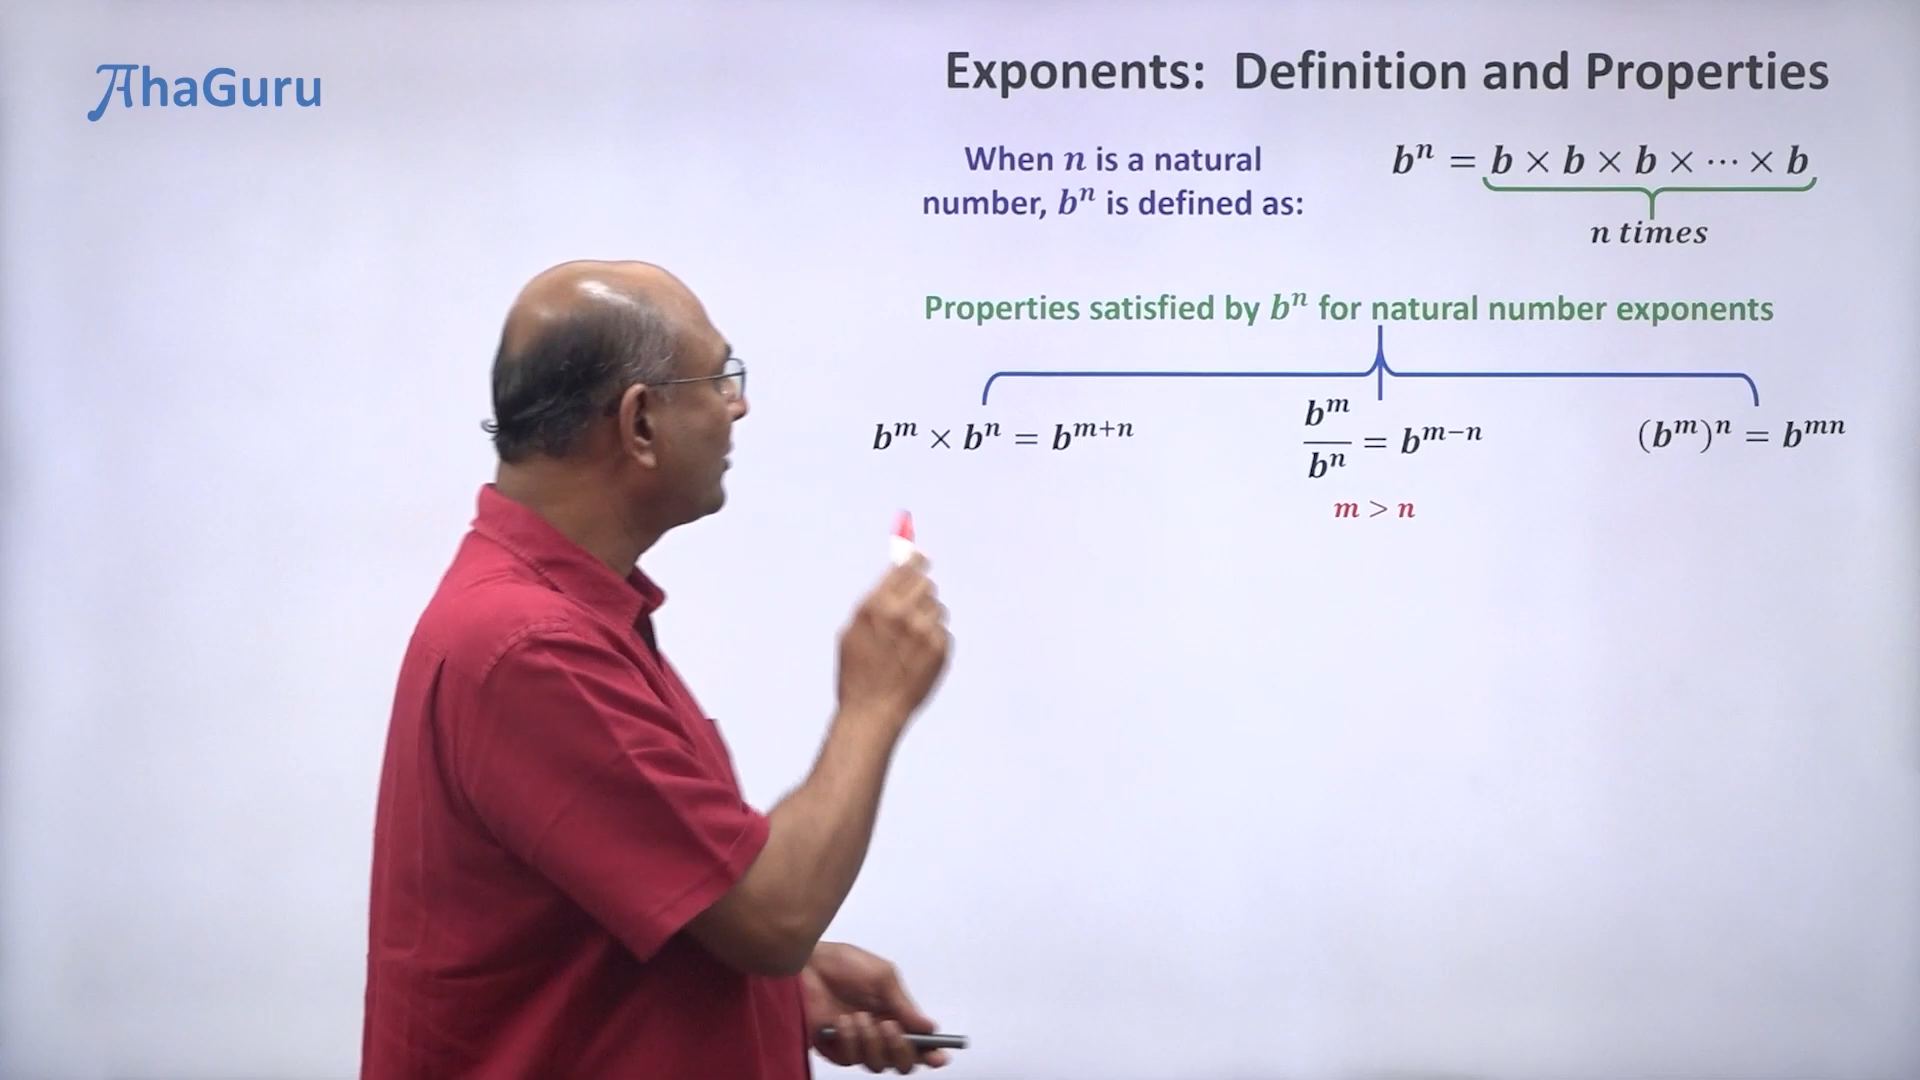 AhaGuru
Exponents: Definition and Properties
When n is a natural
number, bⁿ is defined as:
bⁿ = b × b × b × ⋯ × b
n times
Properties satisfied by bⁿ for natural number exponents
bᵐ × bⁿ = bᵐ⁺ⁿ
bᵐ/bⁿ = bᵐ⁻ⁿ
m > n
(bᵐ)ⁿ = bᵐⁿ